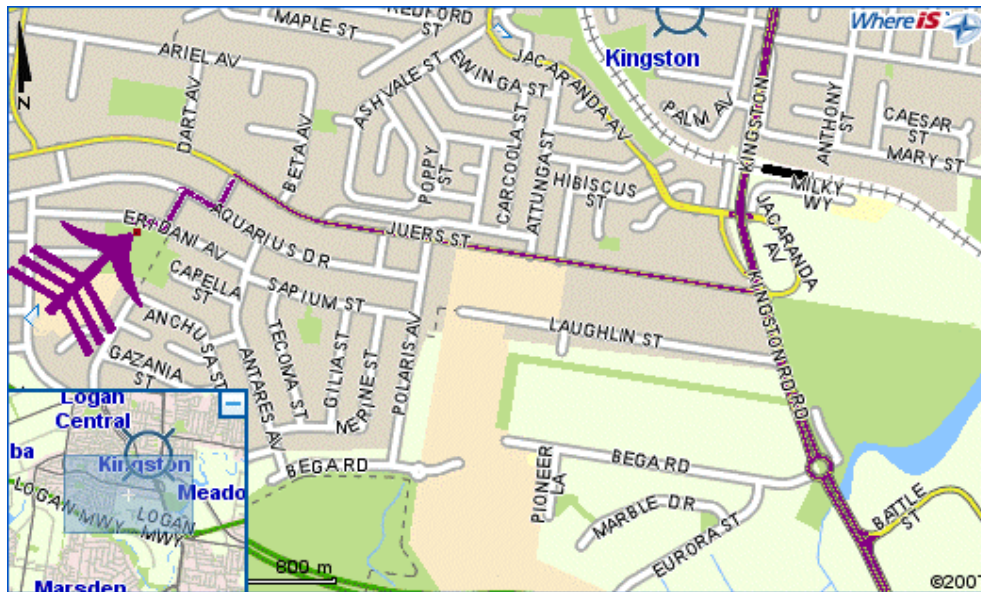 REDFORD ST
MAPLE ST
Where iS
Kingston
ARIEL AV
ASHVALE ST
EWINGA ST
JACARANDA AV
KINGSTON
PALM AV
ANTHONY ST
CAESAR ST
MARY ST
N
DART AV
BETA AV
POPPY ST
CARCOOLA ST
ATTUNGA ST
HIBISCUS ST
MILKY WY
JACARANDA AV
ERIDANI AV
AQUARIUS DR
JUERS ST
CAPELLA ST
SAPIUM ST
KINGSTON RD
ANCHUSA ST
TECOMA ST
GILIA ST
NERINE ST
POLARIS AV
LAUGHLIN ST
GAZANIA ST
ANTARES AV
BEGA RD
BEGA RD
PIONEER LA
MARBLE DR
EURORA ST
BATTLE ST
Logan Central
ba
Kingston
Meado
LOGAN MWY
LOGAN MWY
Marsden
800 m
©2007